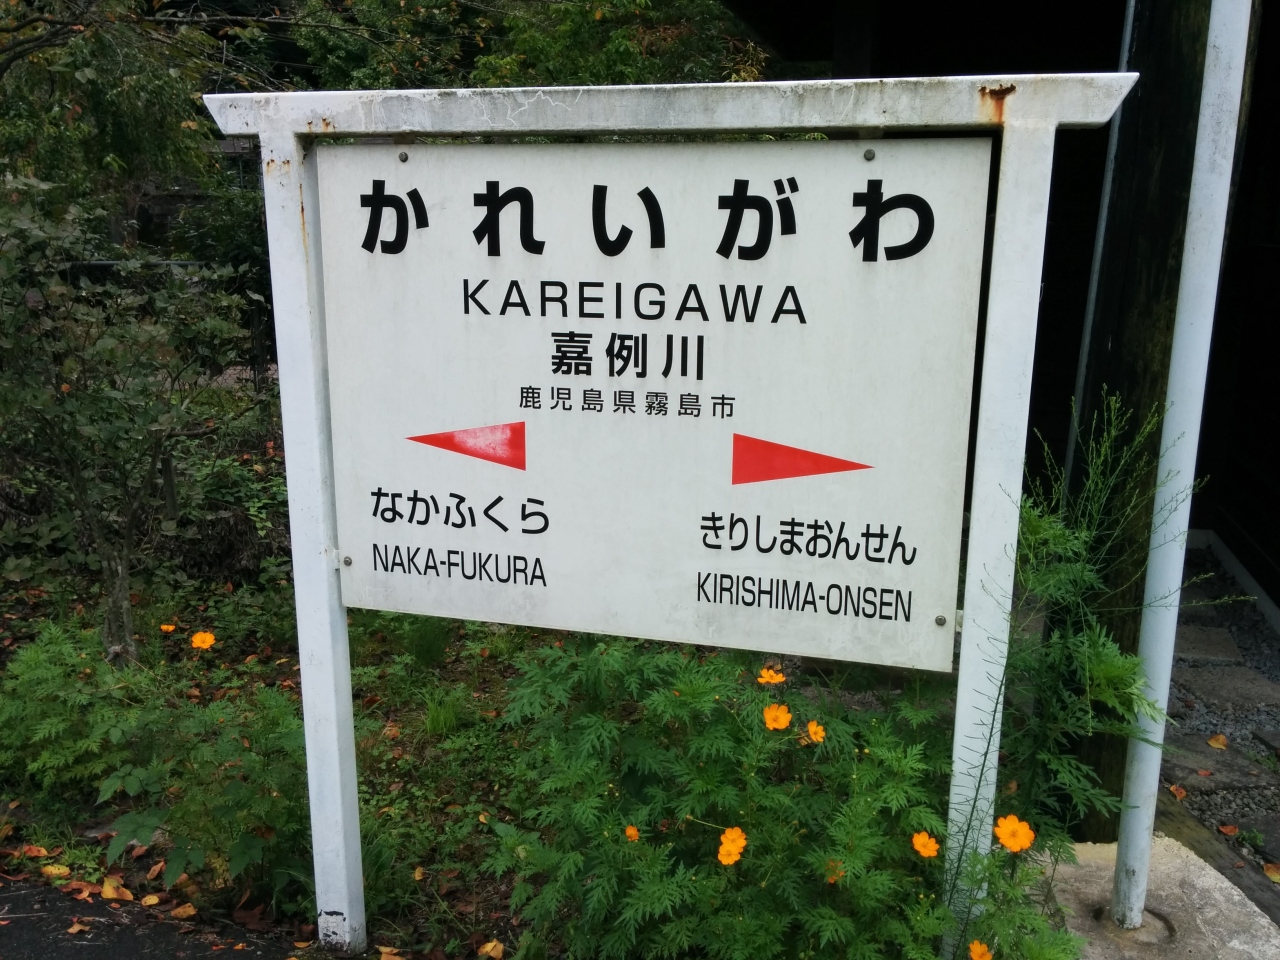 かれいがわ
KAREIGAWA
嘉例川
鹿児島県霧島市
なかふくら
NAKA-FUKURA
きりしまおんせん
KIRISHIMA-ONSEN